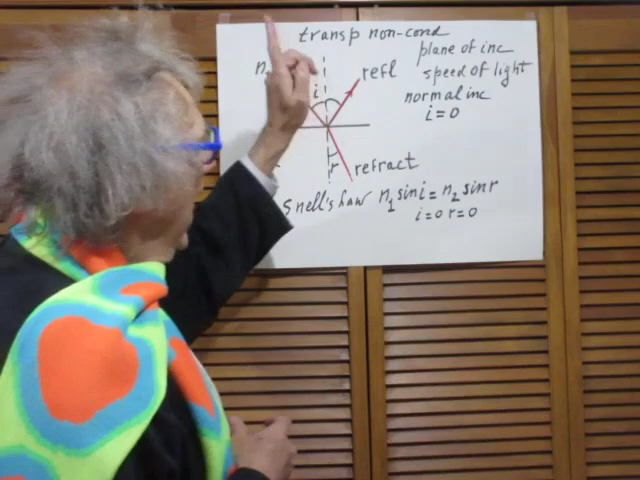 transp non-cond
plane of inc
speed of light
normal inc
i=0
refl
i
r
refract
Snell's Law n₁ sin i = n₂ sin r
i=0 r=0